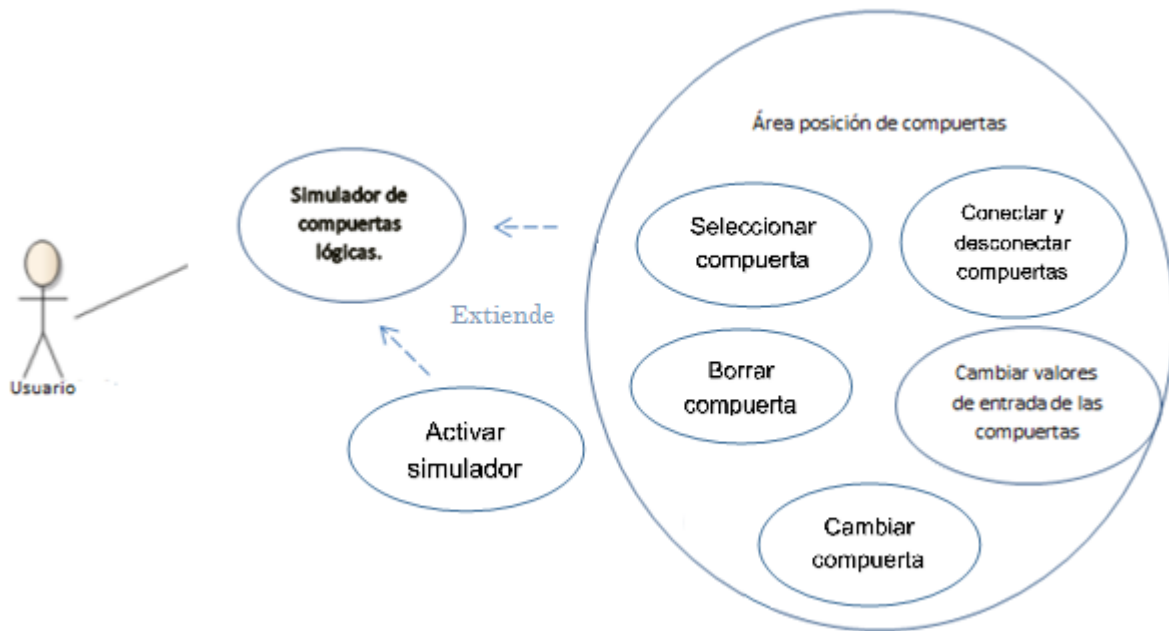 Área posición de compuertas
Simulador de
compuertas
lógicas.
Seleccionar
compuerta
Conectar y
desconectar
compuertas
Extiende
Usuario
Borrar
compuerta
Cambiar valores
de entrada de las
compuertas
Activar
simulador
Cambiar
compuerta